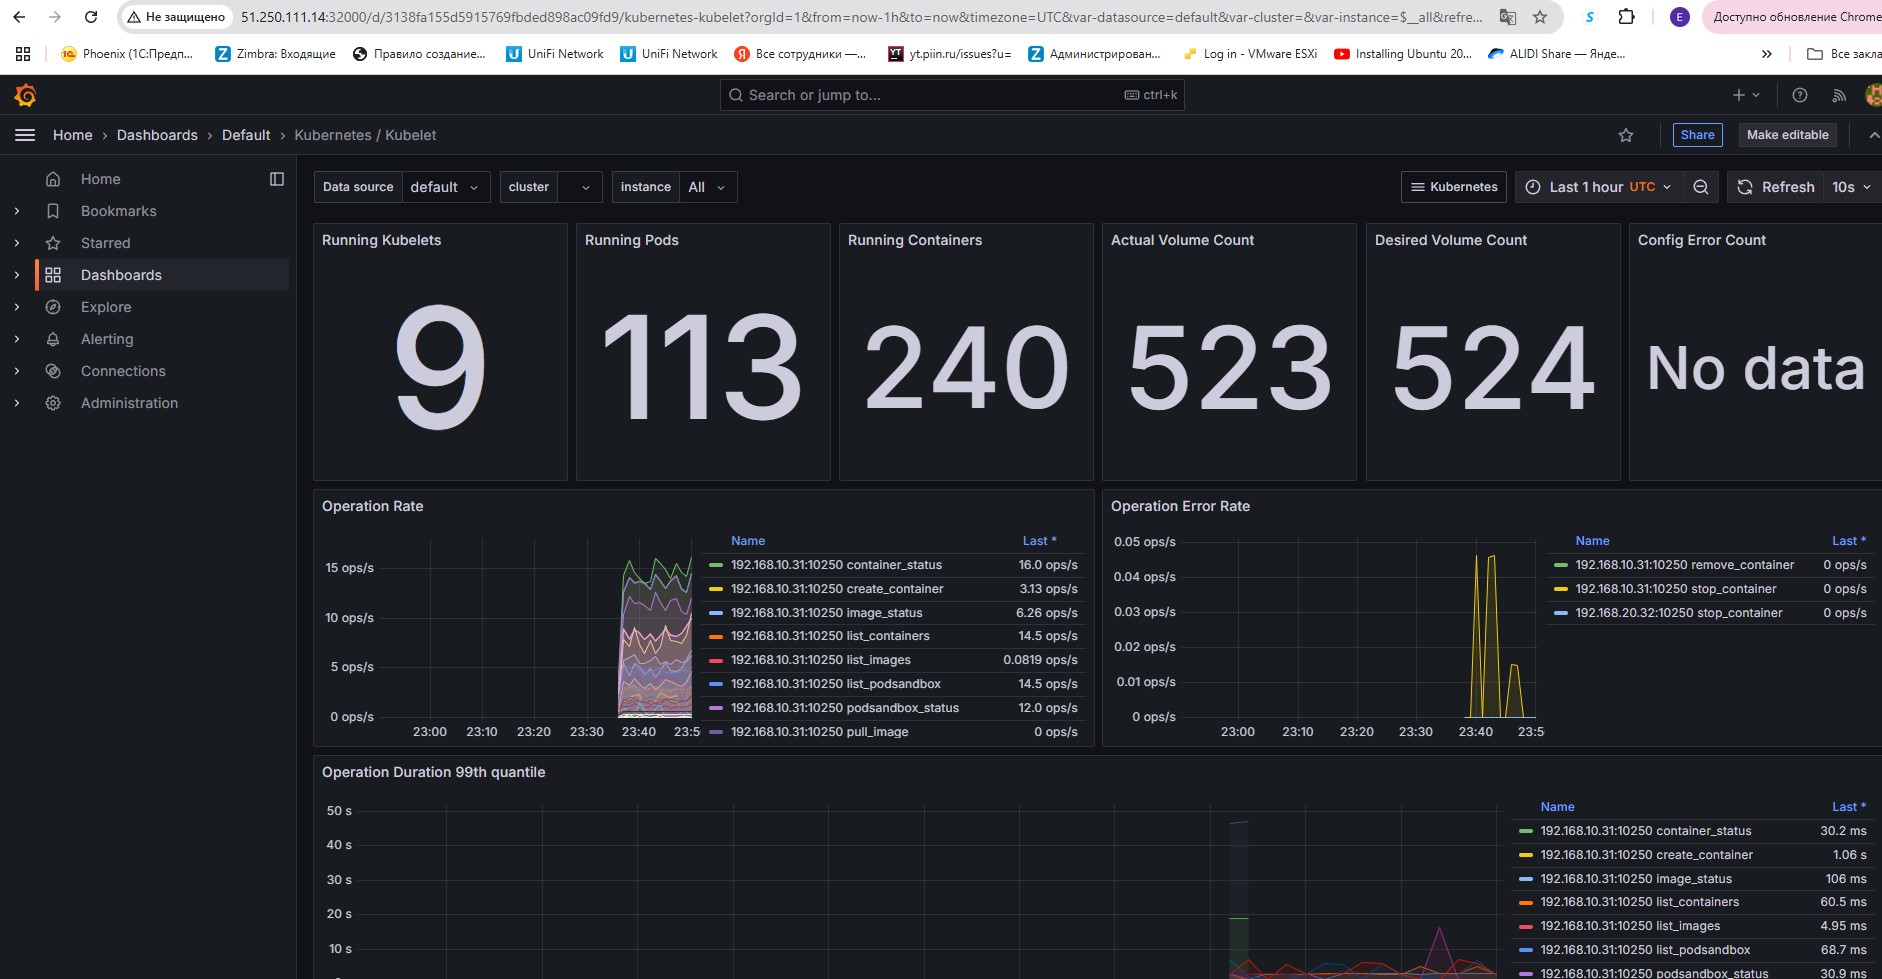 Не защищено
51.250.111.14:32000/d/3138fa155d5915769fbded898ac09fd9/kubernetes-kubelet?orgId=1&from=now-1h&to=now&timezone=UTC&var-datasource=default&var-cluster=&var-instance=$__all&refre...
S
E
Доступно обновление Chrome
Phoenix (1С:Предп...
Zimbra: Входящие
Правило создание...
UniFi Network
UniFi Network
Все сотрудники —...
yt.piin.ru/issues?u=
Администрирован...
Log in - VMware ESXi
Installing Ubuntu 20...
ALIDI Share — Янде...
Все закла
Search or jump to...
ctrl+k
Home › Dashboards › Default › Kubernetes / Kubelet
Share
Make editable
Home
Bookmarks
Starred
Dashboards
Explore
Alerting
Connections
Administration
Data source default
cluster
instance All
Kubernetes
Last 1 hour UTC
Refresh 10s
Running Kubelets
9
Running Pods
113
Running Containers
240
Actual Volume Count
523
Desired Volume Count
524
Config Error Count
No data
Operation Rate
15 ops/s
10 ops/s
5 ops/s
0 ops/s
23:00 23:10 23:20 23:30 23:40 23:5
Name Last *
192.168.10.31:10250 container_status 16.0 ops/s
192.168.10.31:10250 create_container 3.13 ops/s
192.168.10.31:10250 image_status 6.26 ops/s
192.168.10.31:10250 list_containers 14.5 ops/s
192.168.10.31:10250 list_images 0.0819 ops/s
192.168.10.31:10250 list_podsandbox 14.5 ops/s
192.168.10.31:10250 podsandbox_status 12.0 ops/s
192.168.10.31:10250 pull_image 0 ops/s
Operation Error Rate
0.05 ops/s
0.04 ops/s
0.03 ops/s
0.02 ops/s
0.01 ops/s
0 ops/s
23:00 23:10 23:20 23:30 23:40 23:5
Name Last *
192.168.10.31:10250 remove_container 0 ops/s
192.168.10.31:10250 stop_container 0 ops/s
192.168.20.32:10250 stop_container 0 ops/s
Operation Duration 99th quantile
50 s
40 s
30 s
20 s
10 s
Name Last *
192.168.10.31:10250 container_status 30.2 ms
192.168.10.31:10250 create_container 1.06 s
192.168.10.31:10250 image_status 106 ms
192.168.10.31:10250 list_containers 60.5 ms
192.168.10.31:10250 list_images 4.95 ms
192.168.10.31:10250 list_podsandbox 68.7 ms
192.168.10.31:10250 podsandbox_status 30.9 ms